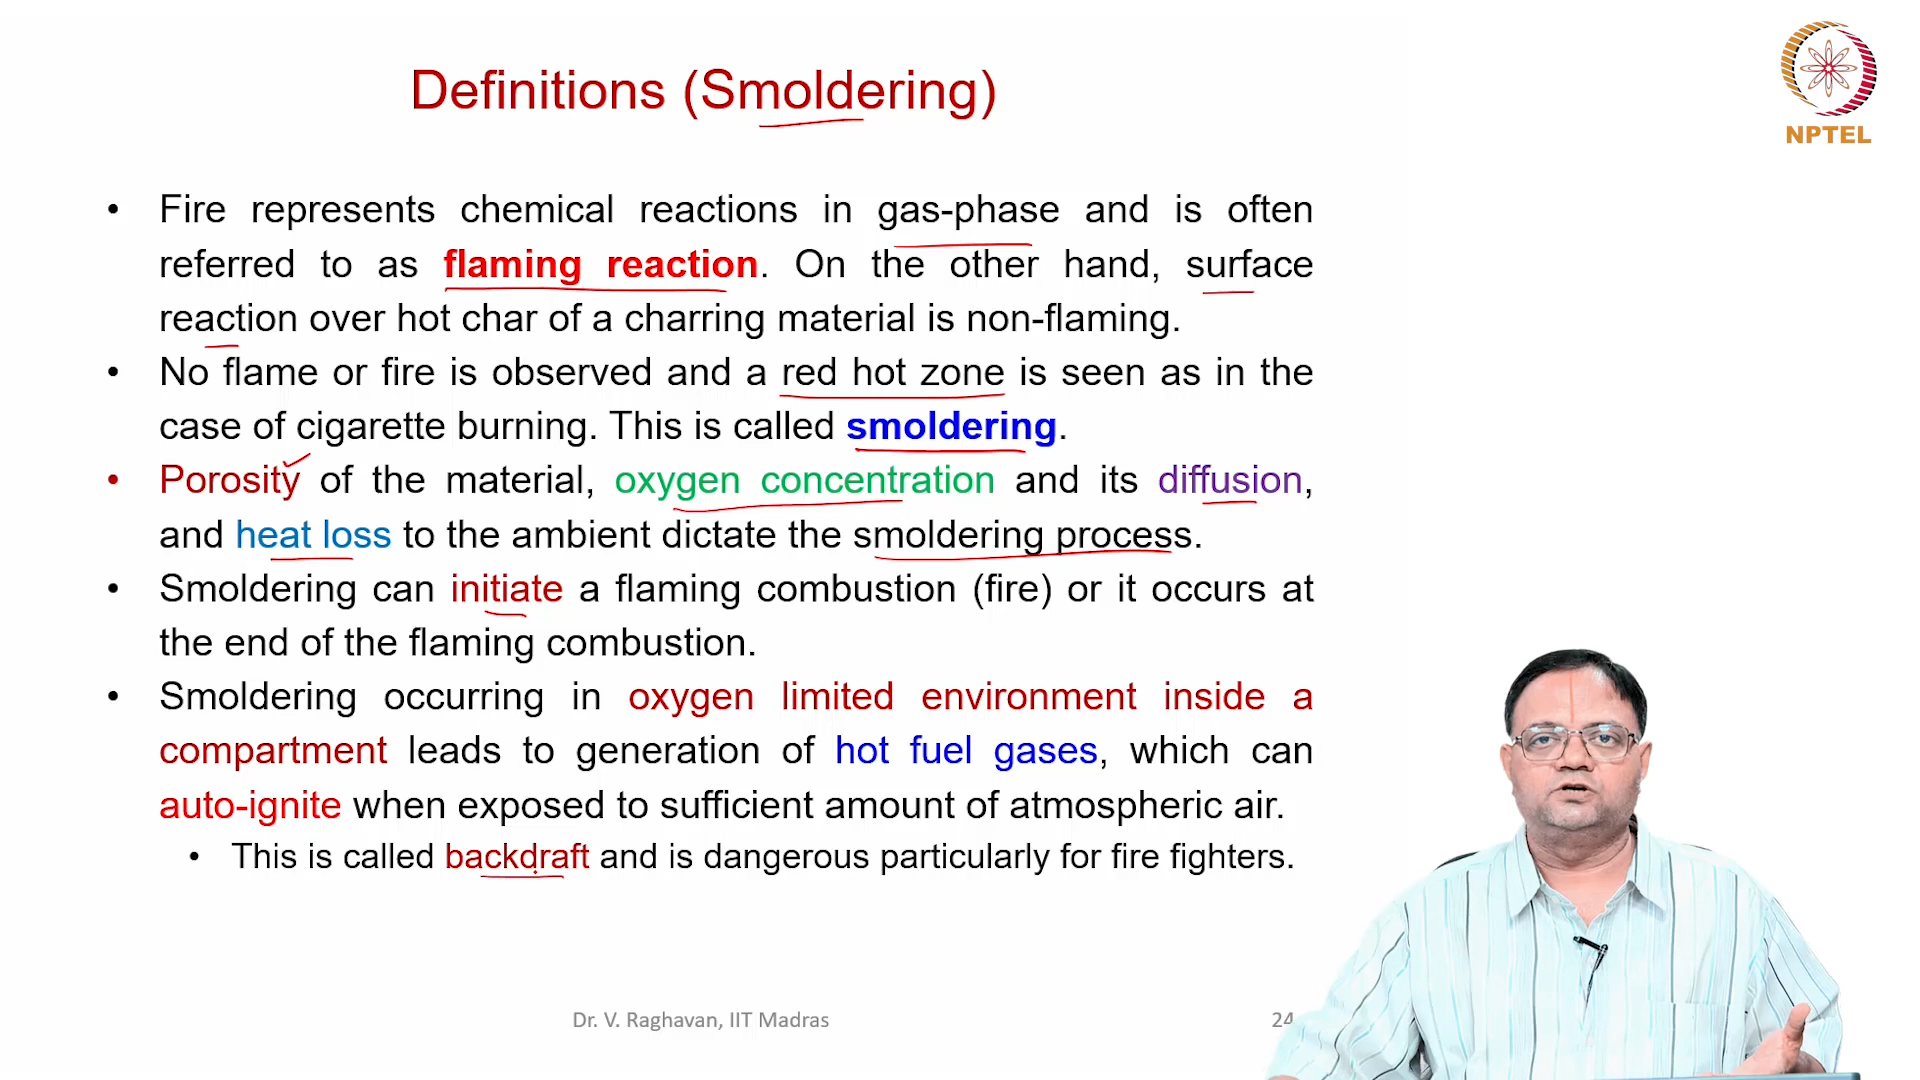 Definitions (Smoldering)
NPTEL
• Fire represents chemical reactions in gas-phase and is often
referred to as flaming reaction. On the other hand, surface
reaction over hot char of a charring material is non-flaming.
• No flame or fire is observed and a red hot zone is seen as in the
case of cigarette burning. This is called smoldering.
• Porosity of the material, oxygen concentration and its diffusion,
and heat loss to the ambient dictate the smoldering process.
• Smoldering can initiate a flaming combustion (fire) or it occurs at
the end of the flaming combustion.
• Smoldering occurring in oxygen limited environment inside a
compartment leads to generation of hot fuel gases, which can
auto-ignite when exposed to sufficient amount of atmospheric air.
• This is called backdraft and is dangerous particularly for fire fighters.
Dr. V. Raghavan, IIT Madras
24